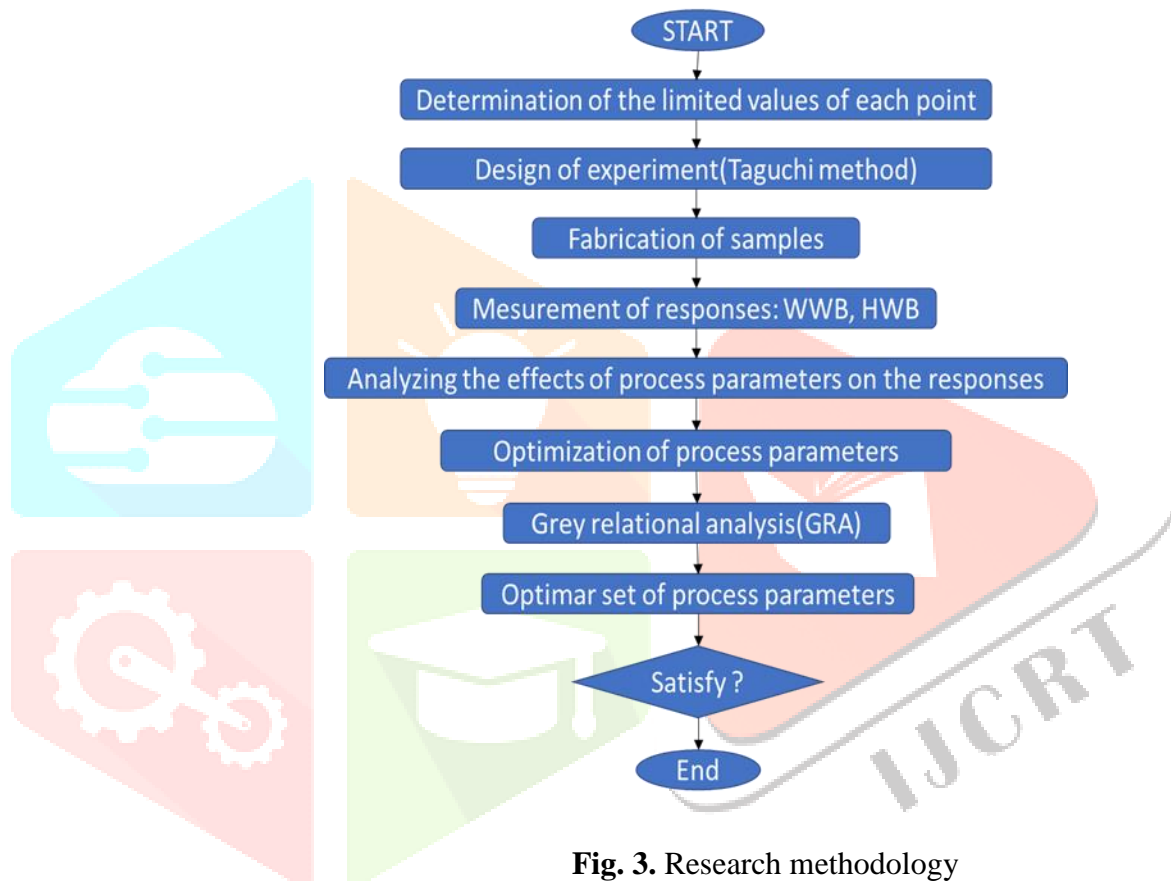 START
Determination of the limited values of each point
Design of experiment(Taguchi method)
Fabrication of samples
Mesurement of responses: WWB, HWB
Analyzing the effects of process parameters on the responses
Optimization of process parameters
Grey relational analysis(GRA)
Optimar set of process parameters
Satisfy ?
End
IJCRT
Fig. 3. Research methodology